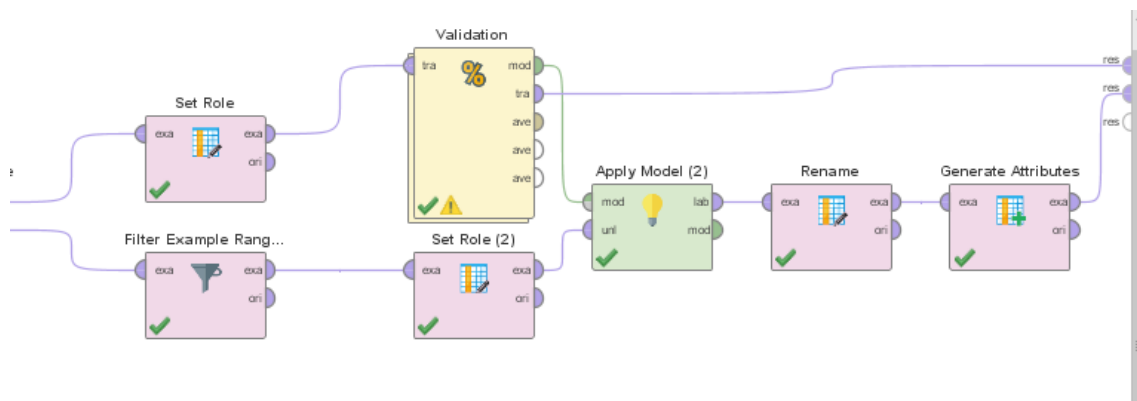 Validation
tra
mod
tra
ave
ave
ave
res
res
res
Set Role
exa
exa
ori
e
Filter Example Rang...
exa
exa
ori
Set Role (2)
exa
exa
ori
Apply Model (2)
mod
unl
lab
mod
Rename
exa
exa
ori
Generate Attributes
exa
exa
ori